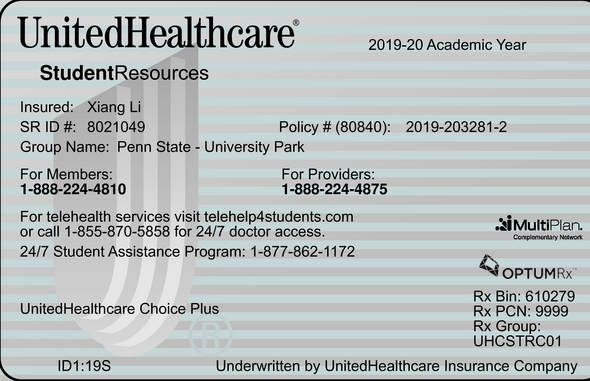 UnitedHealthcare®
2019-20 Academic Year
StudentResources
Insured: Xiang Li
SR ID #: 8021049 Policy # (80840): 2019-203281-2
Group Name: Penn State - University Park
For Members: For Providers:
1-888-224-4810 1-888-224-4875
For telehealth services visit telehelp4students.com
or call 1-855-870-5858 for 24/7 doctor access.
24/7 Student Assistance Program: 1-877-862-1172
MultiPlan.
Complementary Network
OPTUMRx™
UnitedHealthcare Choice Plus
Rx Bin: 610279
Rx PCN: 9999
Rx Group:
UHCSTRC01
®
ID1:19S Underwritten by UnitedHealthcare Insurance Company